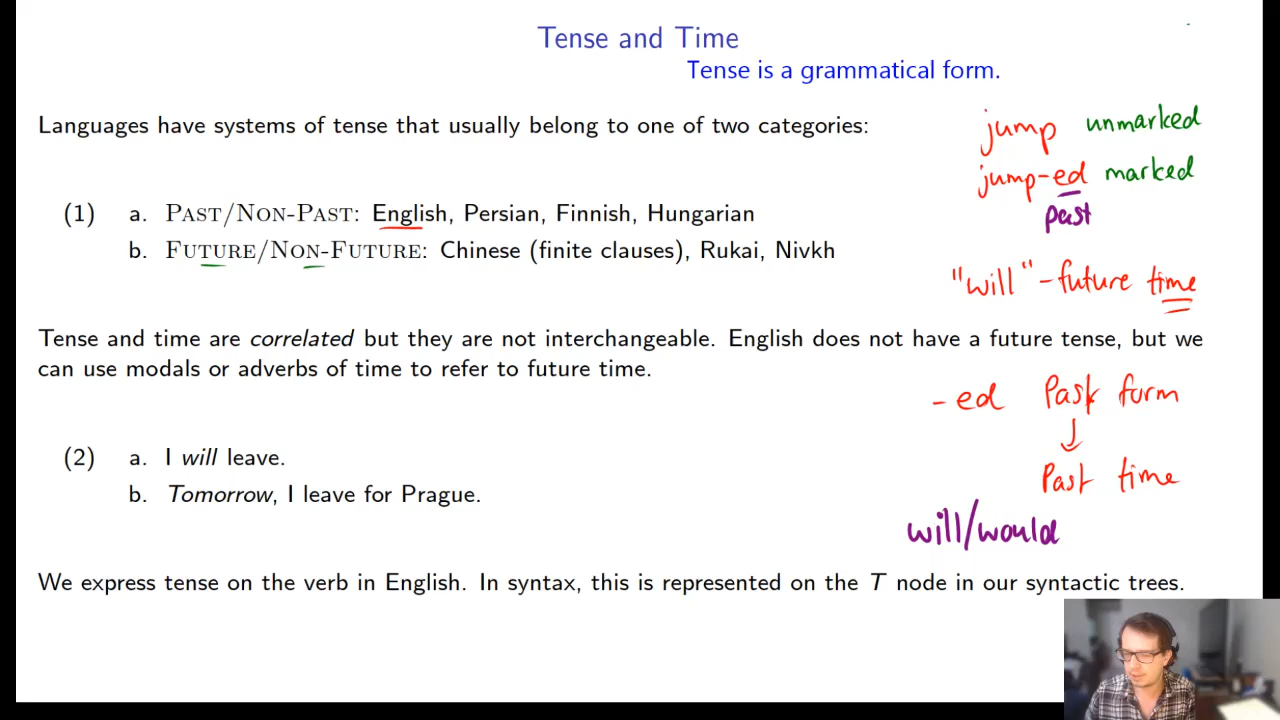 Tense and Time
Tense is a grammatical form.
Languages have systems of tense that usually belong to one of two categories:
jump unmarked
jump-ed marked
past
(1) a. PAST/NON-PAST: English, Persian, Finnish, Hungarian
b. FUTURE/NON-FUTURE: Chinese (finite clauses), Rukai, Nivkh
"will" - future time
Tense and time are correlated but they are not interchangeable. English does not have a future tense, but we
can use modals or adverbs of time to refer to future time.
-ed Past form
↓
Past time
(2) a. I will leave.
b. Tomorrow, I leave for Prague.
will/would
We express tense on the verb in English. In syntax, this is represented on the T node in our syntactic trees.